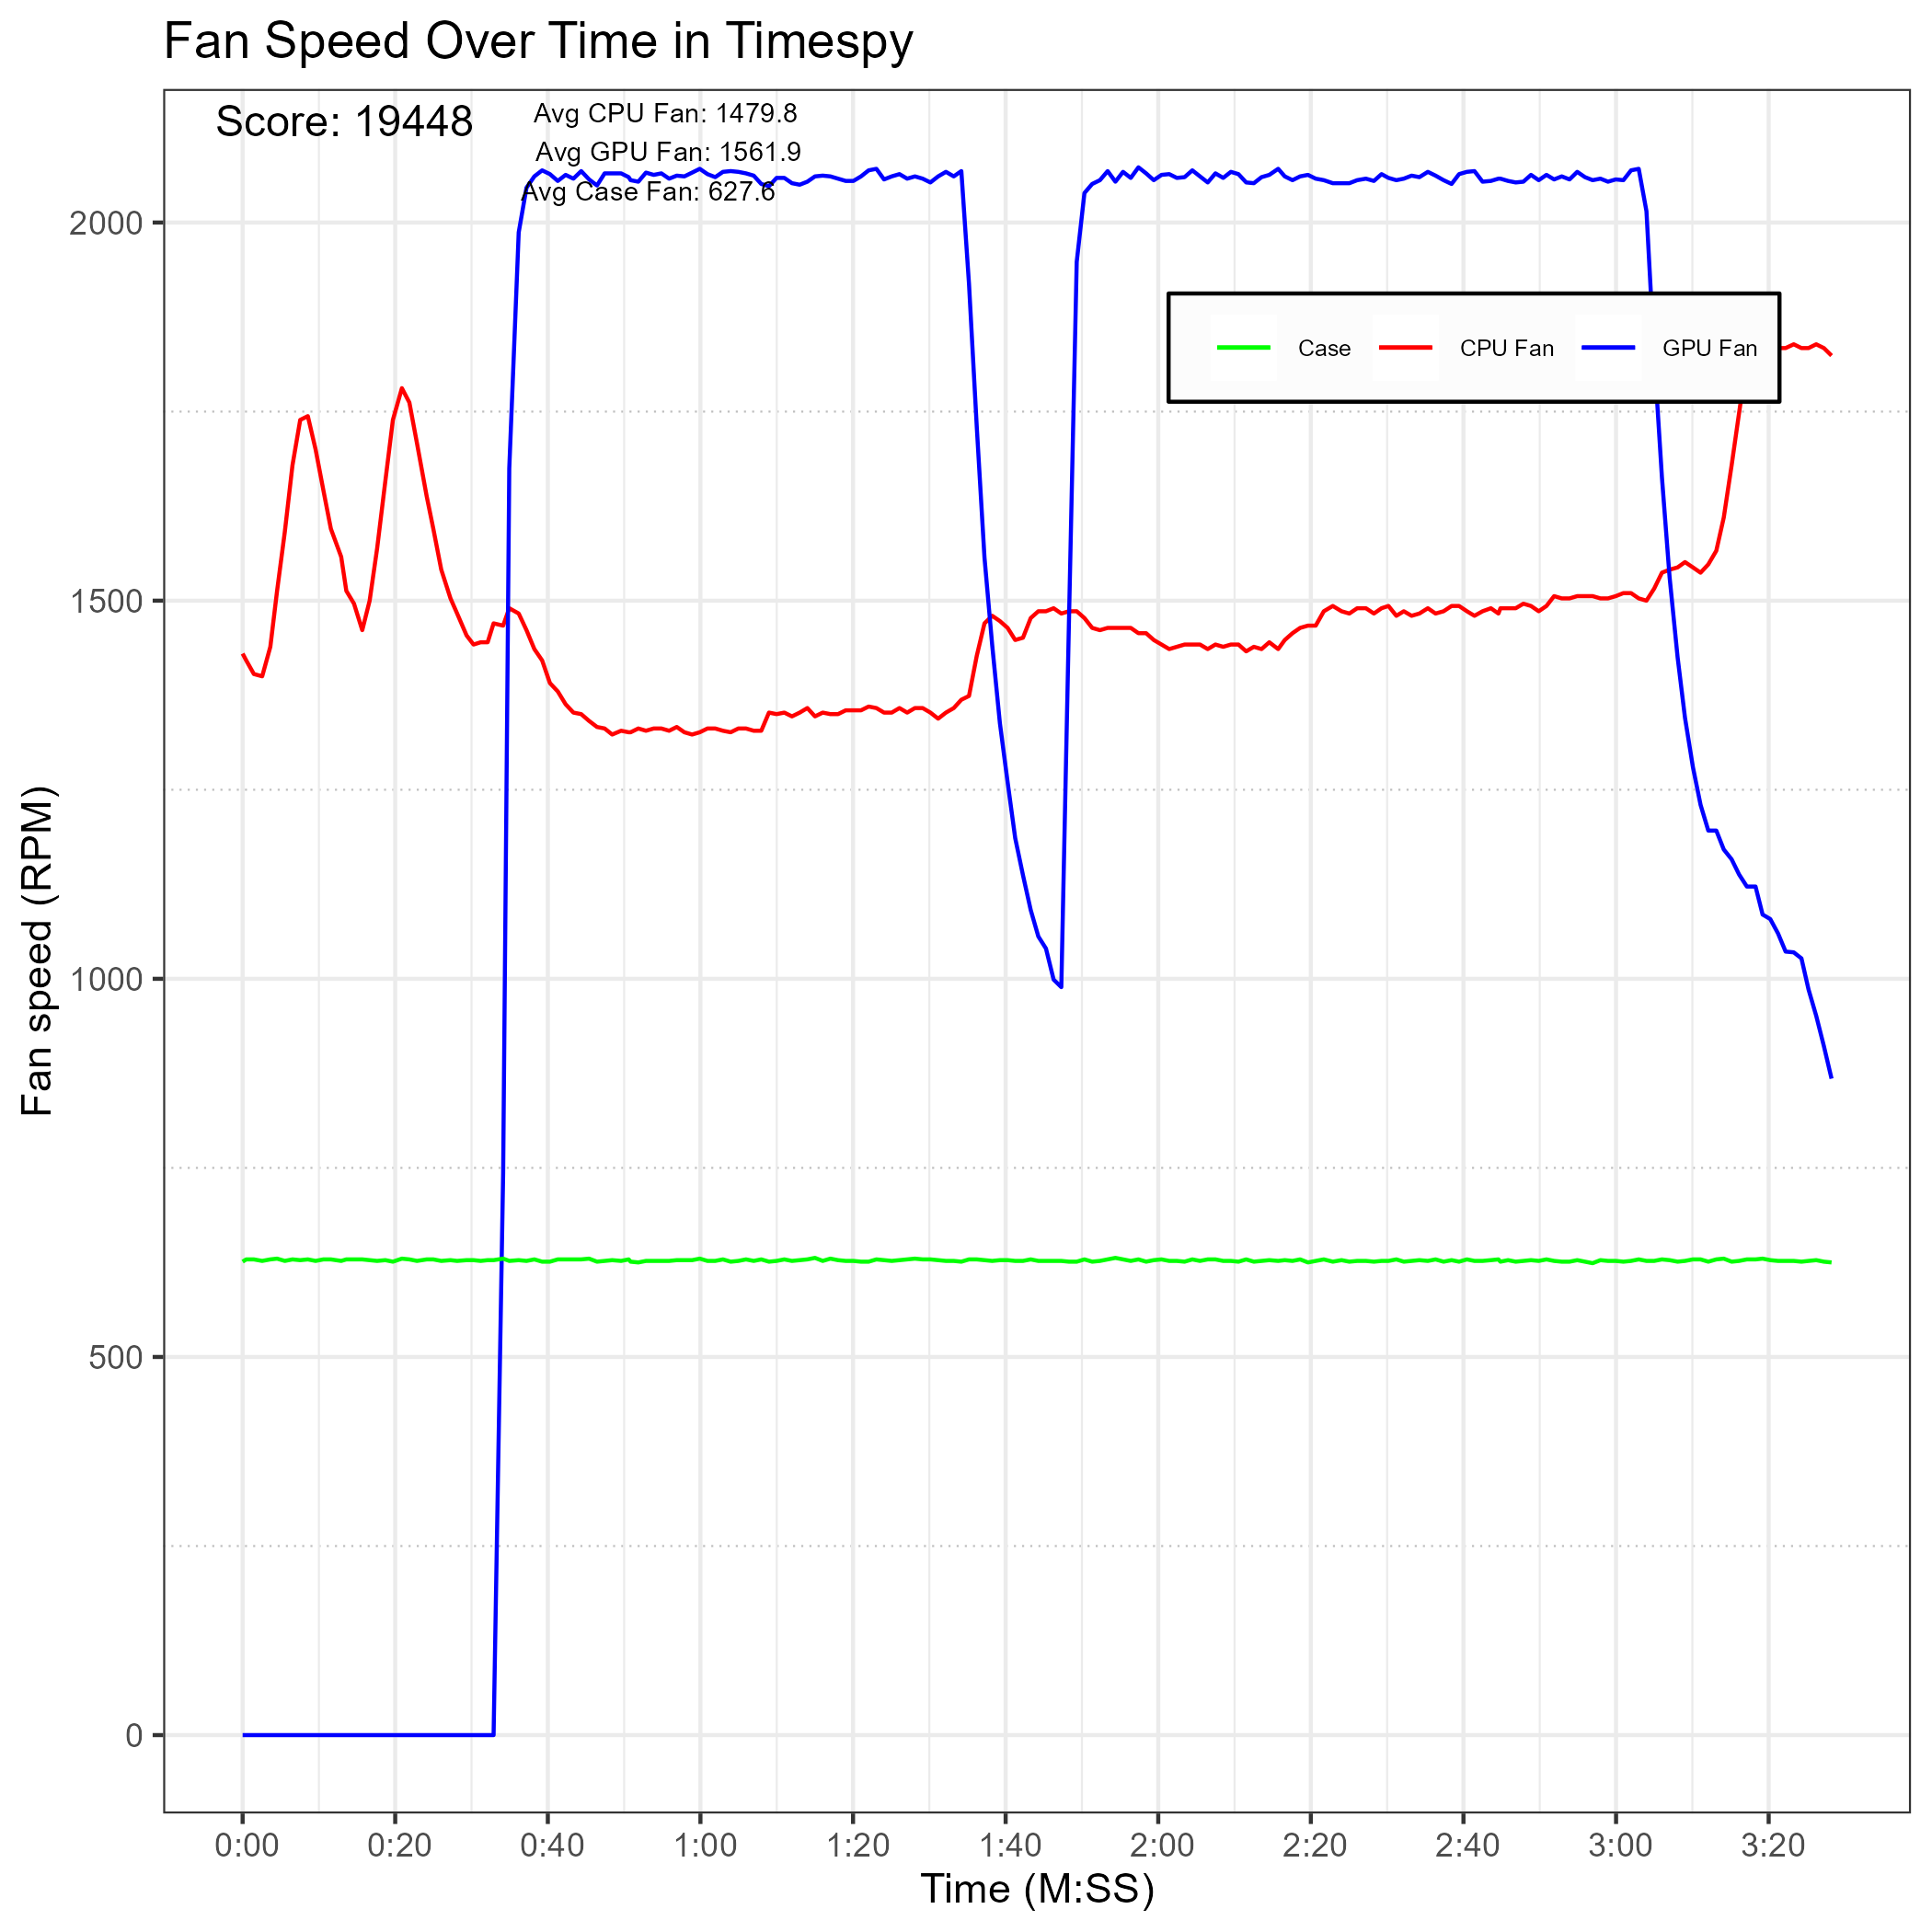 Fan Speed Over Time in Timespy
Score: 19448
Avg CPU Fan: 1479.8
Avg GPU Fan: 1561.9
Avg Case Fan: 627.6
Case
CPU Fan
GPU Fan
Fan speed (RPM)
2000
1500
1000
500
0
0:00 0:20 0:40 1:00 1:20 1:40 2:00 2:20 2:40 3:00 3:20
Time (M:SS)